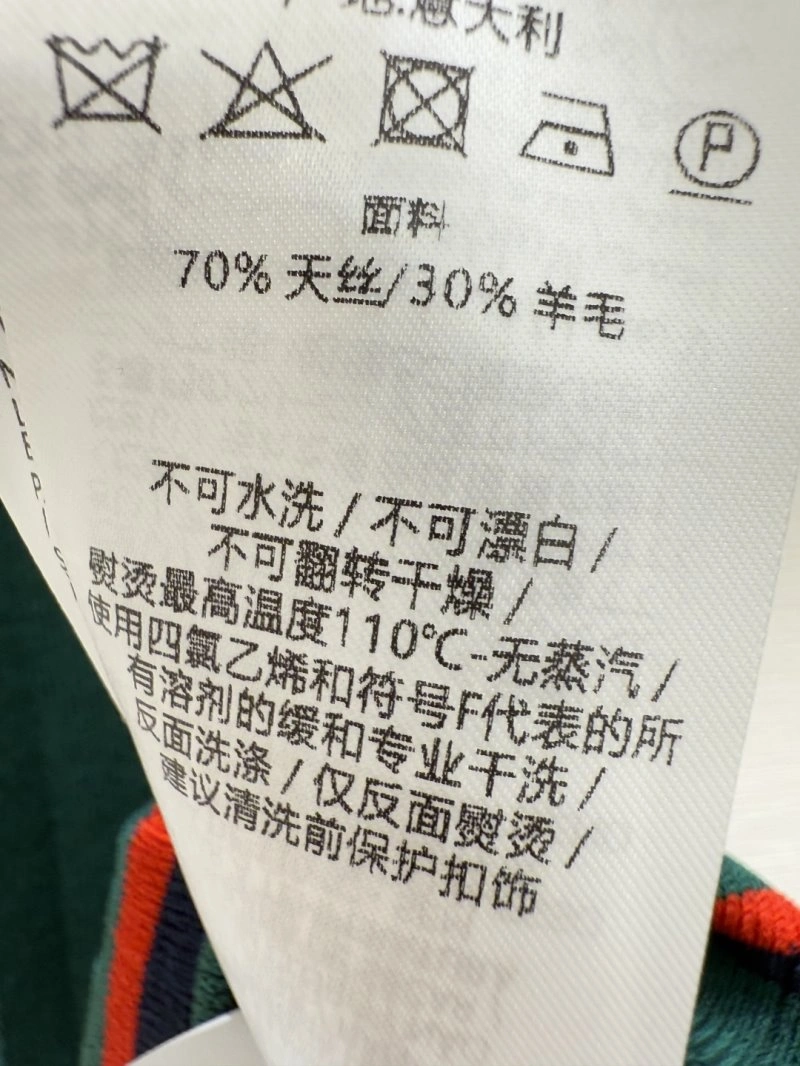 地:意大利
P
面料
70% 天丝/30% 羊毛
不可水洗 / 不可漂白 /
不可翻转干燥 /
熨烫最高温度110℃-无蒸汽 /
使用四氯乙烯和符号F代表的所
有溶剂的缓和专业干洗 /
反面洗涤 / 仅反面熨烫 /
建议清洗前保护扣饰